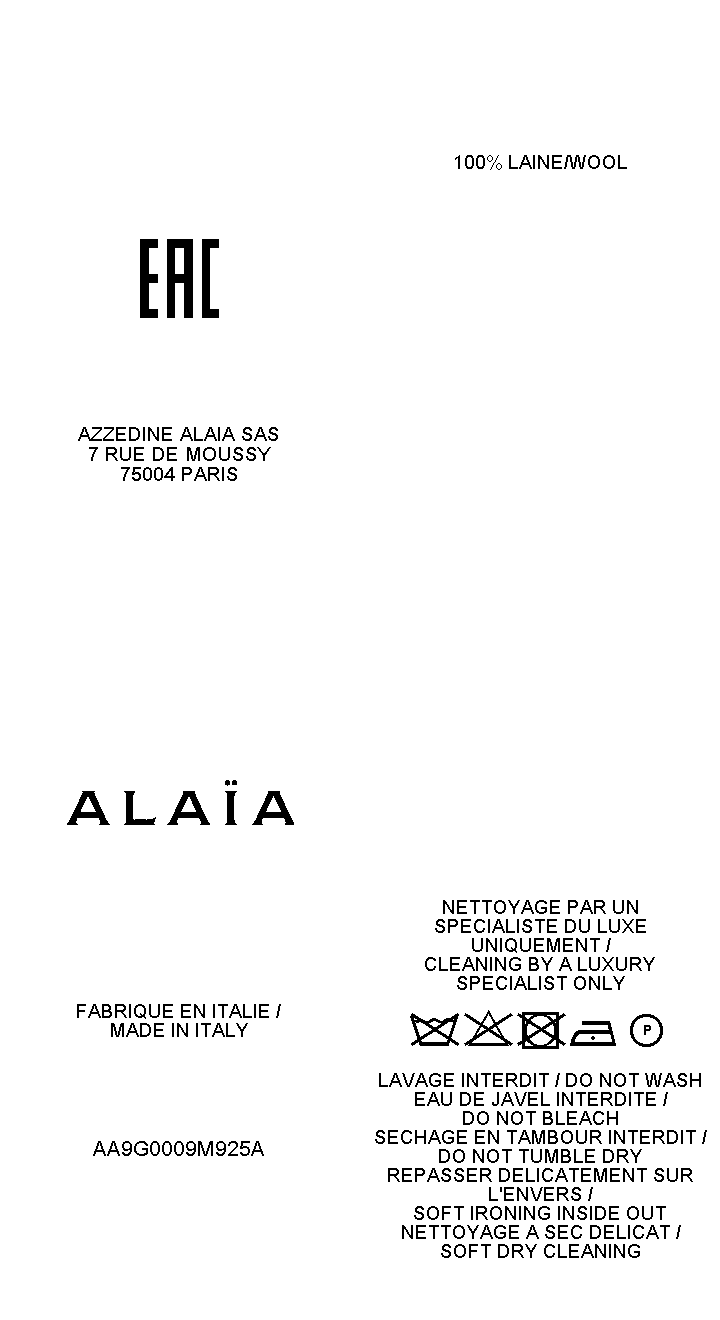 100% LAINE/WOOL
EAC
AZZEDINE ALAIA SAS
7 RUE DE MOUSSY
75004 PARIS
ALAÏA
FABRIQUE EN ITALIE /
MADE IN ITALY
AA9G0009M925A
NETTOYAGE PAR UN
SPECIALISTE DU LUXE
UNIQUEMENT /
CLEANING BY A LUXURY
SPECIALIST ONLY
P
LAVAGE INTERDIT / DO NOT WASH
EAU DE JAVEL INTERDITE /
DO NOT BLEACH
SECHAGE EN TAMBOUR INTERDIT /
DO NOT TUMBLE DRY
REPASSER DELICATEMENT SUR
L'ENVERS /
SOFT IRONING INSIDE OUT
NETTOYAGE A SEC DELICAT /
SOFT DRY CLEANING